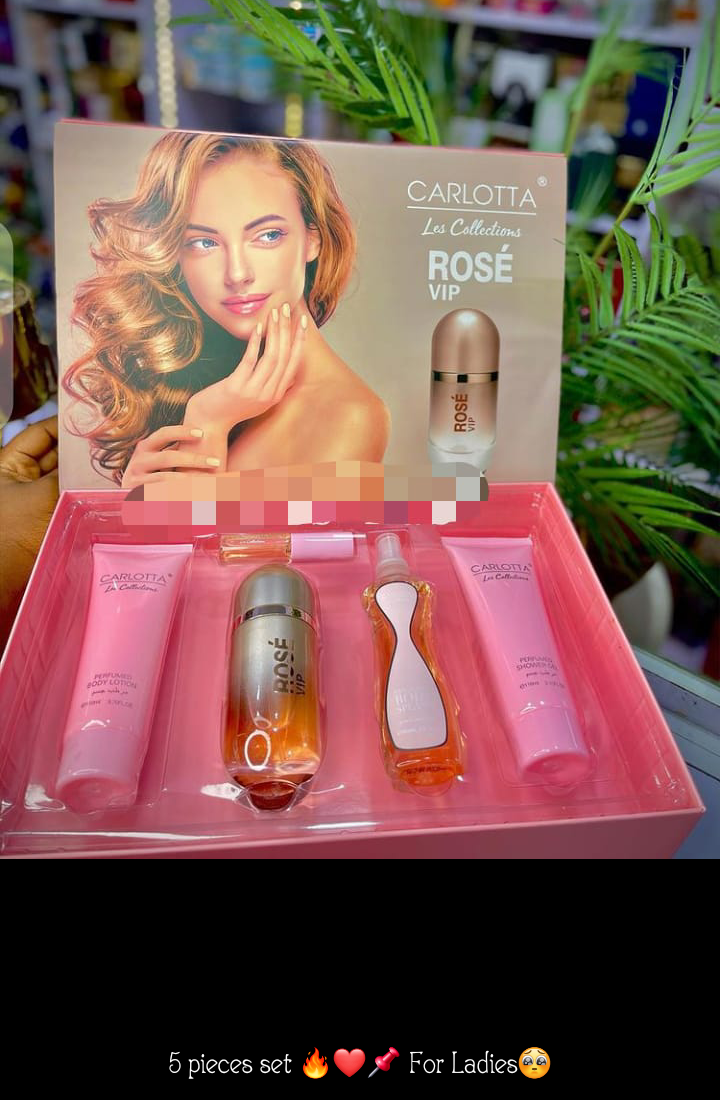 CARLOTTA®
Les Collections
ROSÉ
VIP
ROSÉ
VIP
CARLOTTA®
Les Collections
PERFUMED
BODY LOTION
ROSÉ
VIP
CARLOTTA®
Les Collections
PERFUMED
SHOWER GEL
5 pieces set 🔥❤️📌 For Ladies🥺